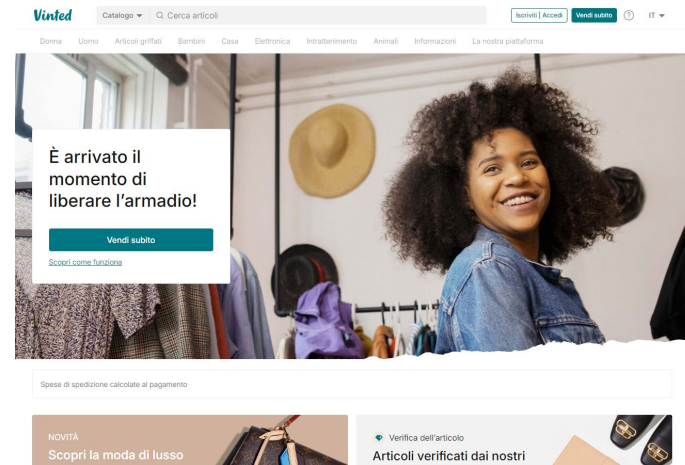 Vinted
Catalogo
Cerca articoli
Iscriviti | Accedi
Vendi subito
?
IT
Donna Uomo Articoli griffati Bambini Casa Elettronica Intrattenimento Animali Informazioni La nostra piattaforma
È arrivato il
momento di
liberare l'armadio!
Vendi subito
Scopri come funziona
Spese di spedizione calcolate al pagamento
NOVITÀ
Scopri la moda di lusso
Verifica dell'articolo
Articoli verificati dai nostri